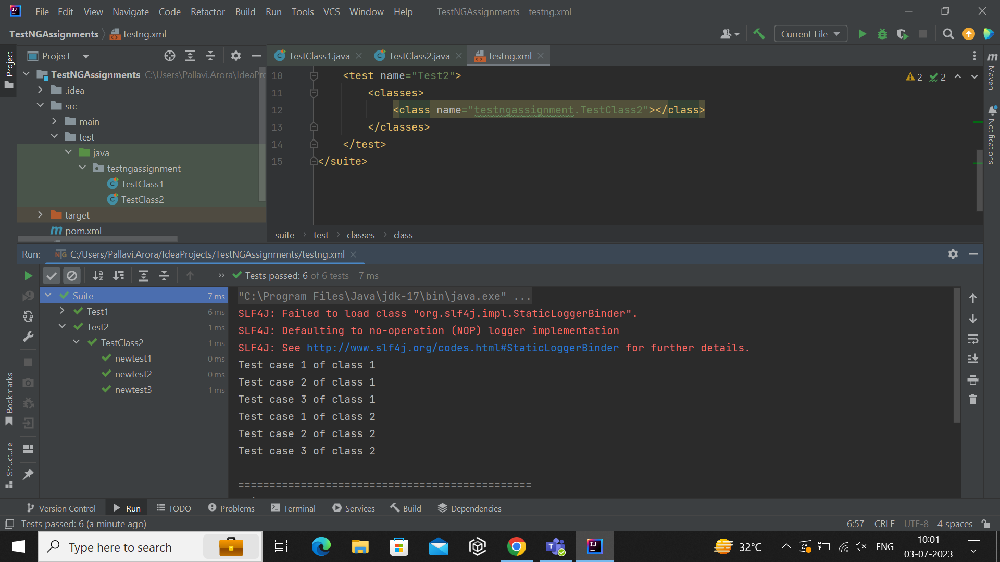 File Edit View Navigate Code Refactor Build Run Tools VCS Window Help TestNGAssignments - testng.xml
TestNGAssignments testng.xml Current File
Project
Project
TestClass1.java TestClass2.java testng.xml
TestNGAssignments C:\Users\Pallavi.Arora\IdeaPr
.idea
src
main
test
java
testngassignment
TestClass1
TestClass2
target
pom.xml
10 <test name="Test2">
11 <classes>
12 <class name="testngassignment.TestClass2"></class>
13 </classes>
14 </test>
15 </suite>
2 2
Maven
Notifications
suite test classes class
Run: C:/Users/Pallavi.Arora/IdeaProjects/TestNGAssignments/testng.xml
Tests passed: 6 of 6 tests – 7 ms
Suite 7 ms
Test1 6 ms
Test2 1 ms
TestClass2 1 ms
newtest1 0 ms
newtest2 0 ms
newtest3 1 ms
"C:\Program Files\Java\jdk-17\bin\java.exe" ...
SLF4J: Failed to load class "org.slf4j.impl.StaticLoggerBinder".
SLF4J: Defaulting to no-operation (NOP) logger implementation
SLF4J: See http://www.slf4j.org/codes.html#StaticLoggerBinder for further details.
Test case 1 of class 1
Test case 2 of class 1
Test case 3 of class 1
Test case 1 of class 2
Test case 2 of class 2
Test case 3 of class 2
===============================================
Bookmarks
Structure
Version Control Run TODO Problems Terminal Services Build Dependencies
Tests passed: 6 (a minute ago) 6:57 CRLF UTF-8 4 spaces
Type here to search 32°C ENG 10:01
03-07-2023